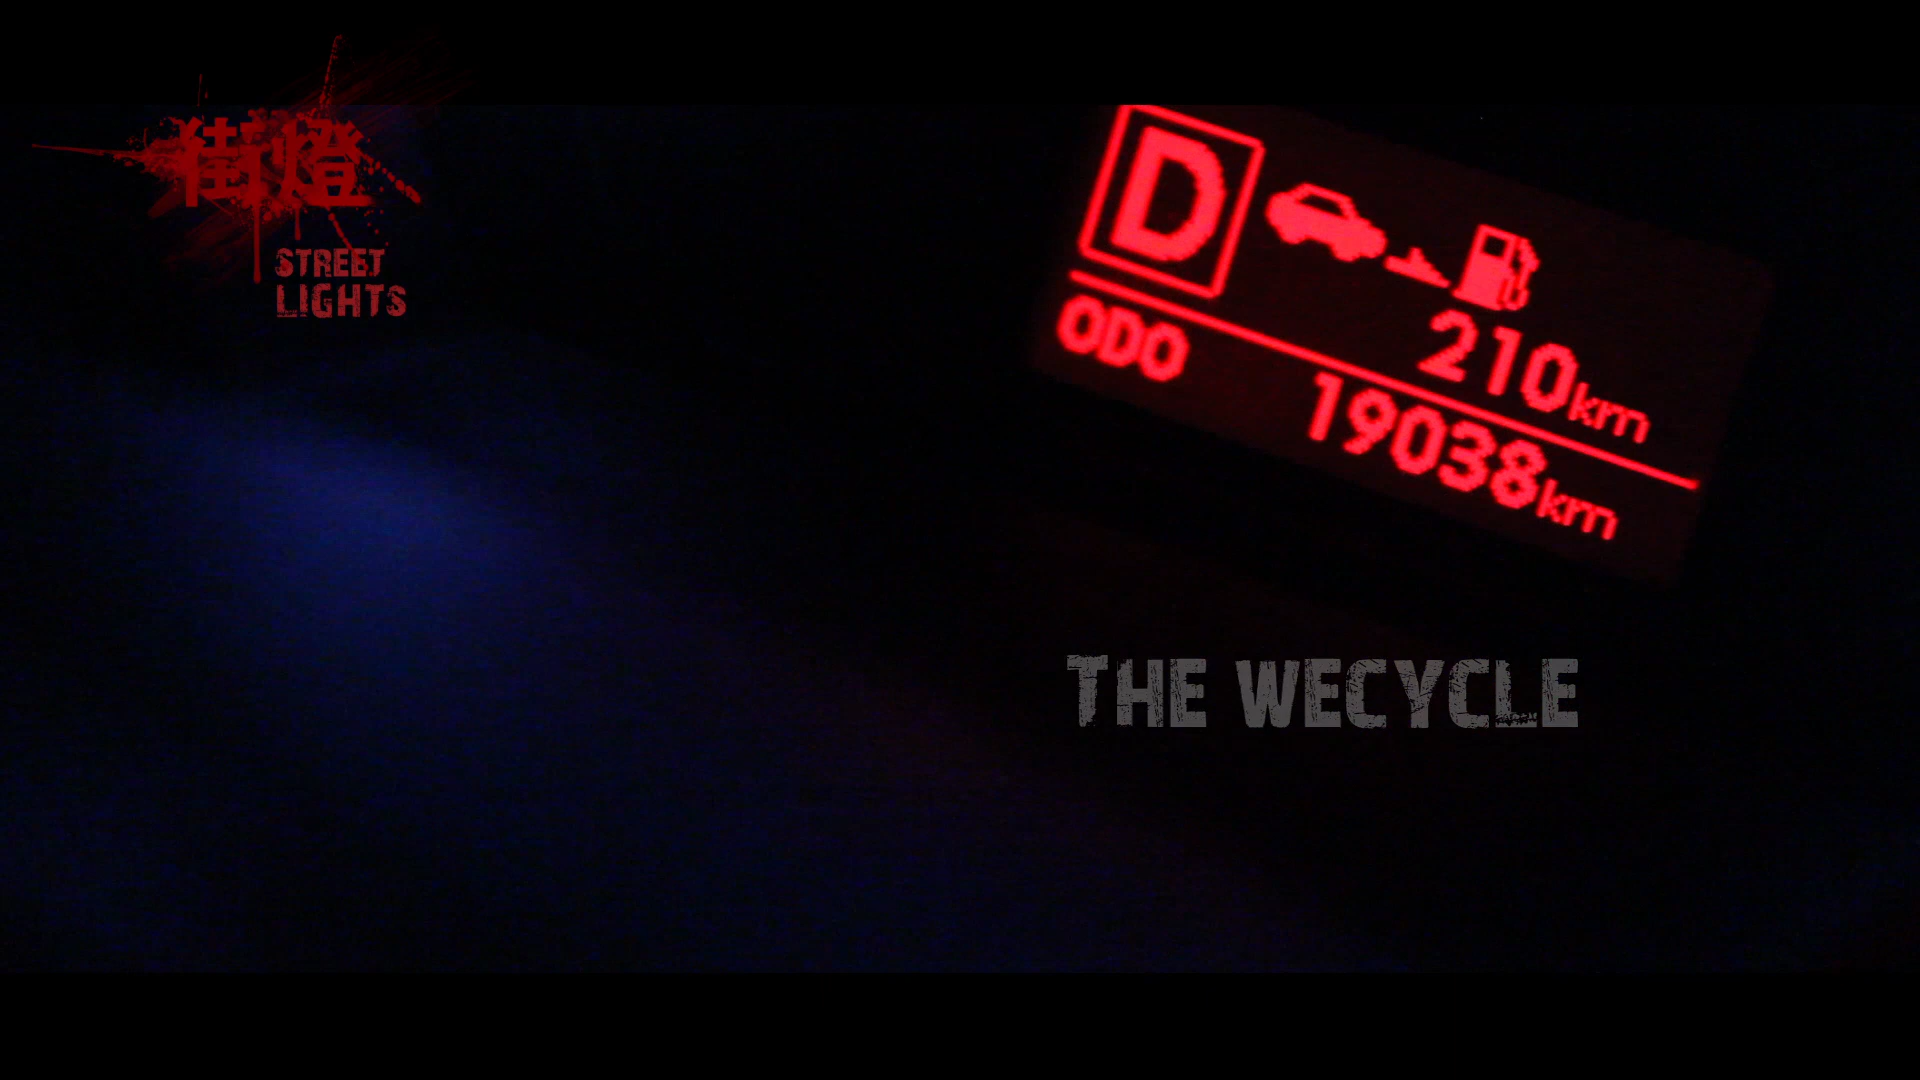 街燈
STREET
LIGHTS
D
210km
ODO
19038km
THE WECYCLE